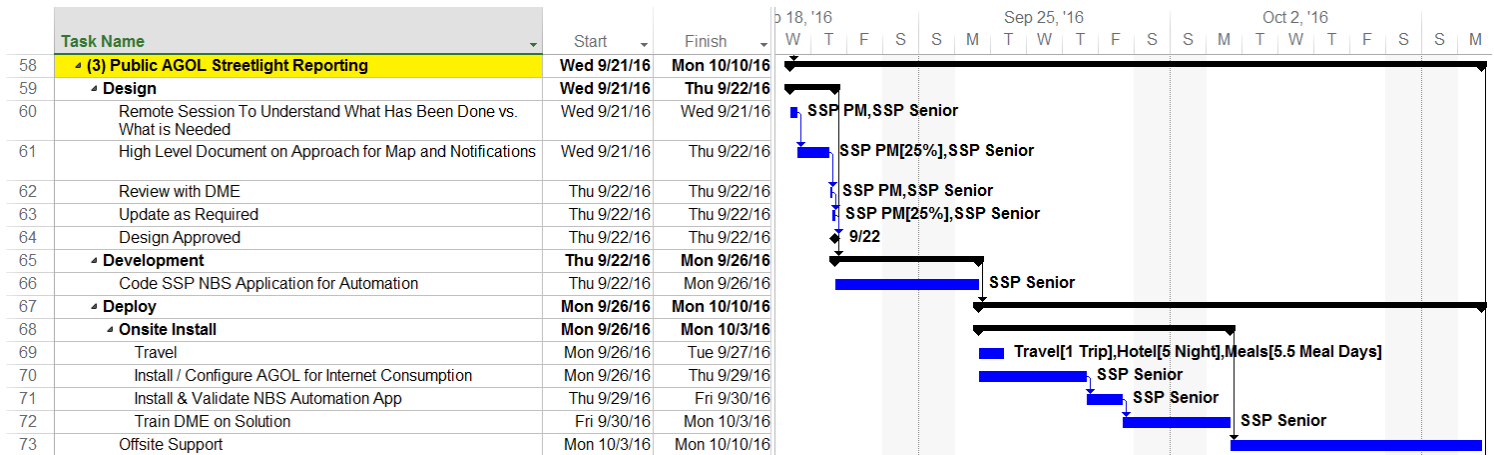 p 18, '16 Sep 25, '16 Oct 2, '16
Task Name Start Finish W T F S S M T W T F S S M T W T F S S M
58 (3) Public AGOL Streetlight Reporting Wed 9/21/16 Mon 10/10/16
59 Design Wed 9/21/16 Thu 9/22/16
60 Remote Session To Understand What Has Been Done vs. Wed 9/21/16 Wed 9/21/16 SSP PM,SSP Senior
What is Needed
61 High Level Document on Approach for Map and Notifications Wed 9/21/16 Thu 9/22/16 SSP PM[25%],SSP Senior
62 Review with DME Thu 9/22/16 Thu 9/22/16 SSP PM,SSP Senior
63 Update as Required Thu 9/22/16 Thu 9/22/16 SSP PM[25%],SSP Senior
64 Design Approved Thu 9/22/16 Thu 9/22/16 9/22
65 Development Thu 9/22/16 Mon 9/26/16
66 Code SSP NBS Application for Automation Thu 9/22/16 Mon 9/26/16 SSP Senior
67 Deploy Mon 9/26/16 Mon 10/10/16
68 Onsite Install Mon 9/26/16 Mon 10/3/16
69 Travel Mon 9/26/16 Tue 9/27/16 Travel[1 Trip],Hotel[5 Night],Meals[5.5 Meal Days]
70 Install / Configure AGOL for Internet Consumption Mon 9/26/16 Thu 9/29/16 SSP Senior
71 Install & Validate NBS Automation App Thu 9/29/16 Fri 9/30/16 SSP Senior
72 Train DME on Solution Fri 9/30/16 Mon 10/3/16 SSP Senior
73 Offsite Support Mon 10/3/16 Mon 10/10/16